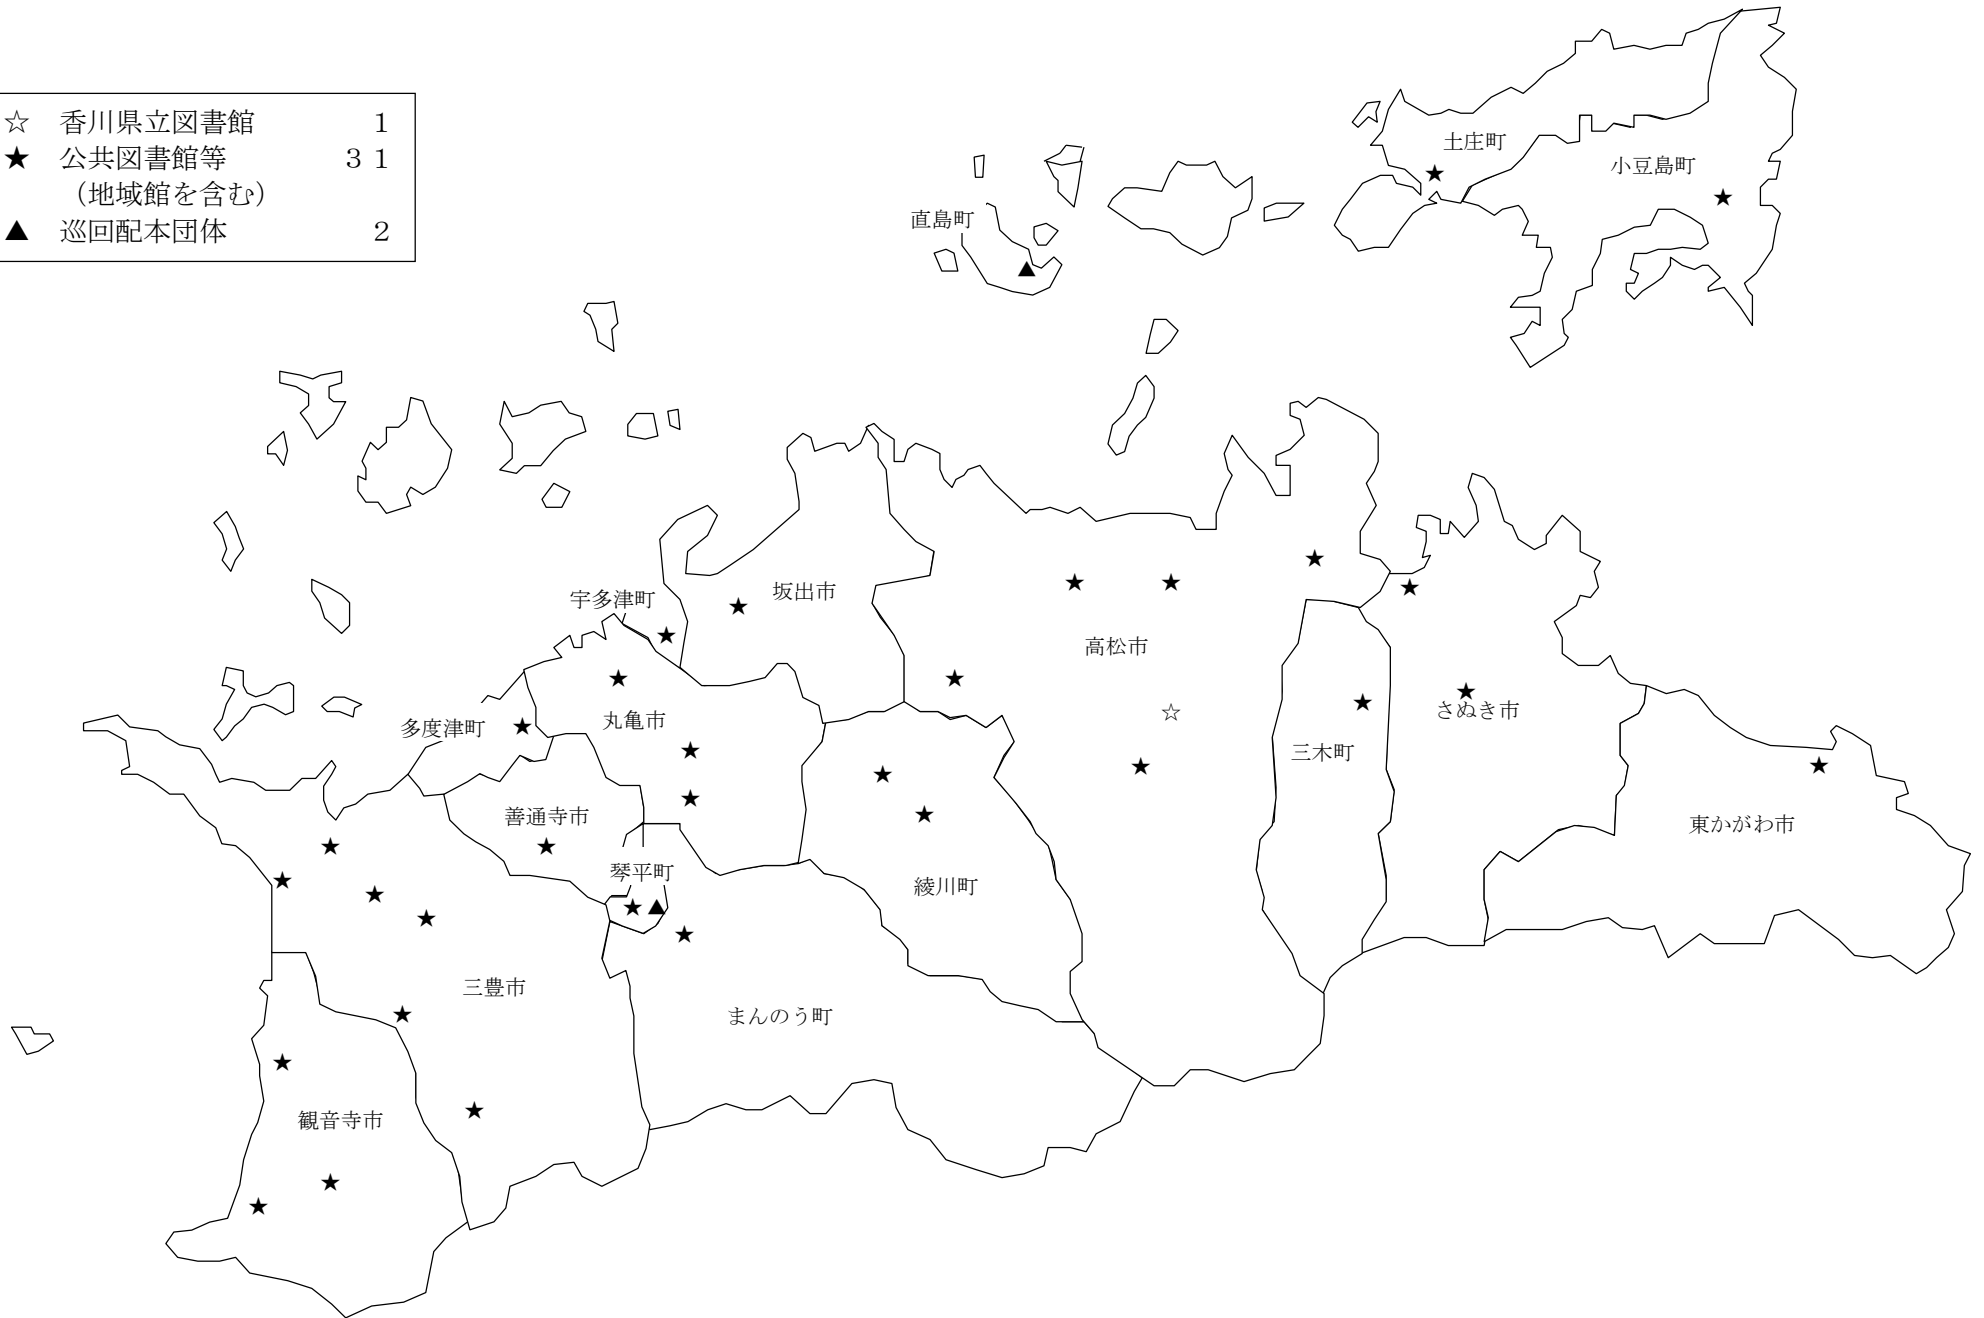 ☆ 香川県立図書館 1
★ 公共図書館等 31
（地域館を含む）
▲ 巡回配本団体 2
土庄町
小豆島町
直島町
宇多津町
坂出市
高松市
多度津町
丸亀市
さぬき市
三木町
善通寺市
東かがわ市
琴平町
綾川町
三豊市
まんのう町
観音寺市